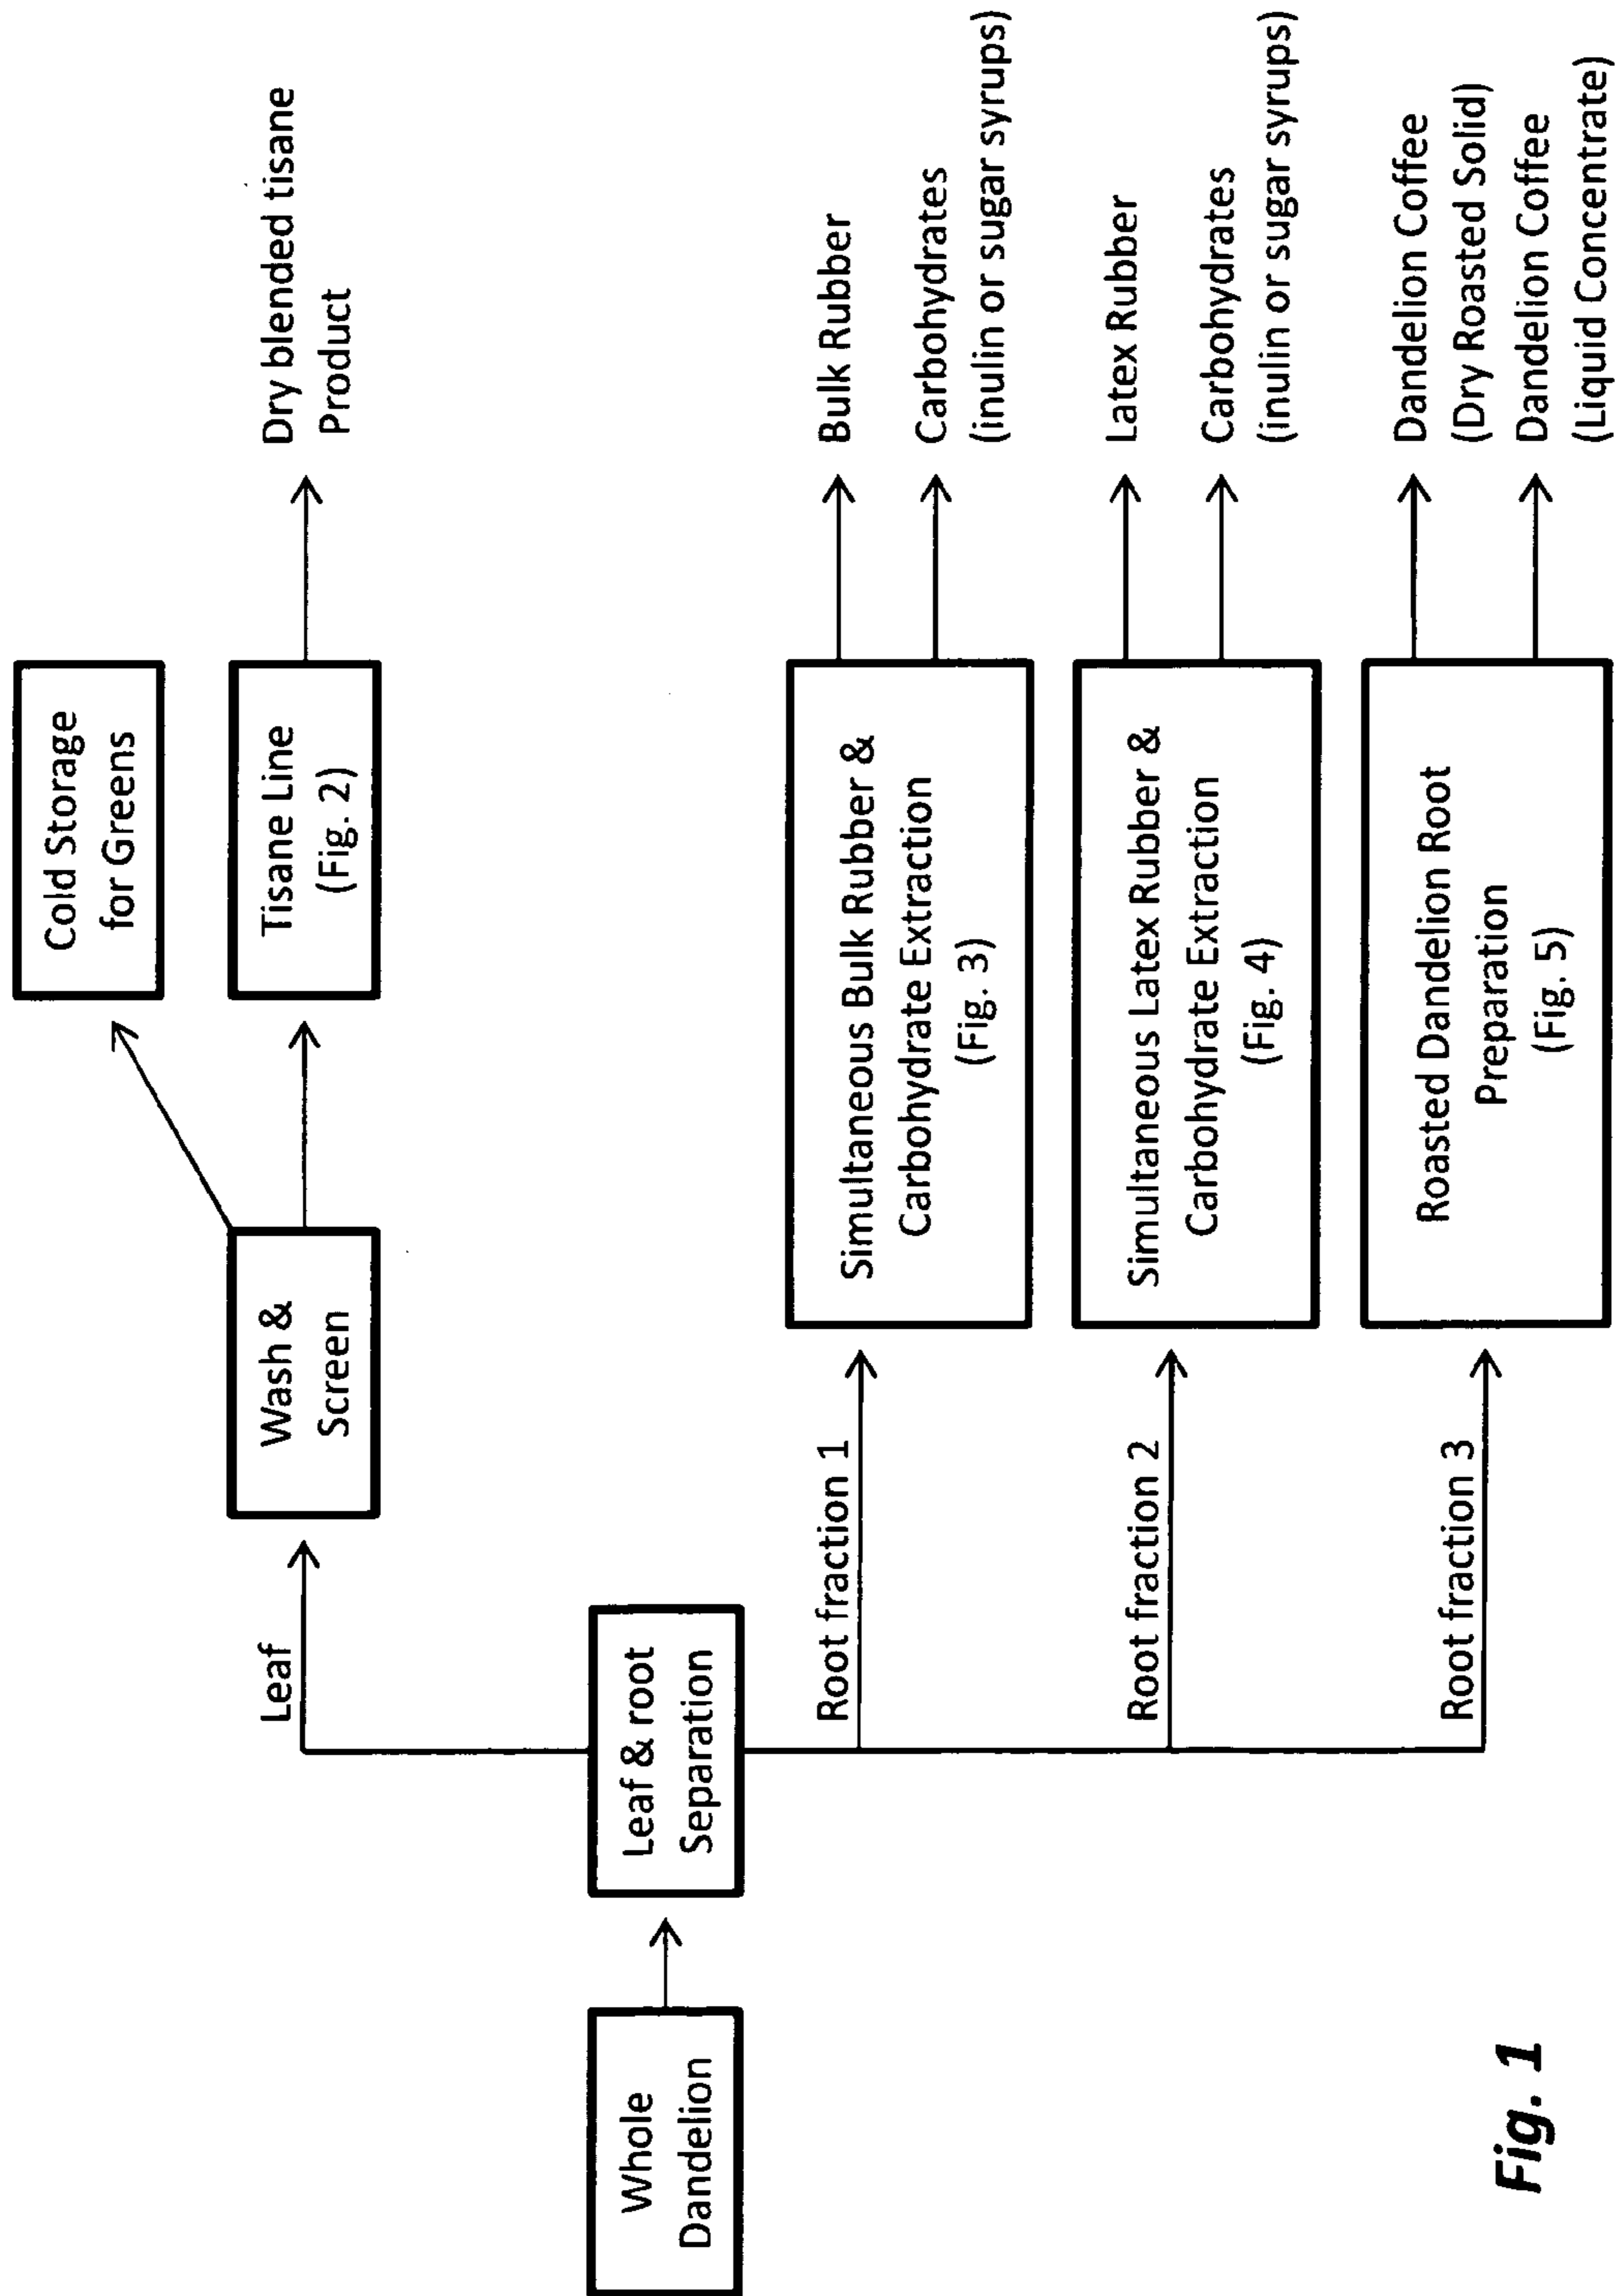 Whole
Dandelion
Leaf & root
Separation
Leaf
Wash &
Screen
Cold Storage
for Greens
Tisane Line
(Fig. 2)
Dry blended tisane
Product
Root fraction 1
Simultaneous Bulk Rubber &
Carbohydrate Extraction
(Fig. 3)
Bulk Rubber
Carbohydrates
(inulin or sugar syrups)
Root fraction 2
Simultaneous Latex Rubber &
Carbohydrate Extraction
(Fig. 4)
Latex Rubber
Carbohydrates
(inulin or sugar syrups)
Root fraction 3
Roasted Dandelion Root
Preparation
(Fig. 5)
Dandelion Coffee
(Dry Roasted Solid)
Dandelion Coffee
(Liquid Concentrate)
Fig. 1